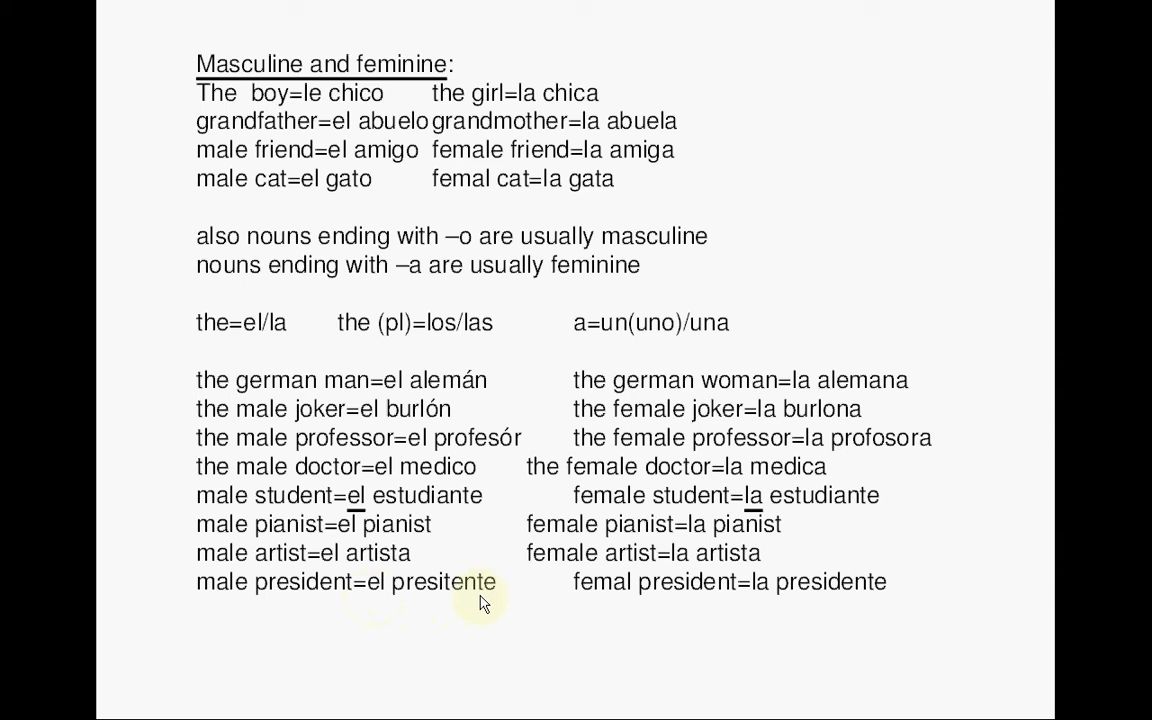 Masculine and feminine:
The boy=le chico the girl=la chica
grandfather=el abuelo grandmother=la abuela
male friend=el amigo female friend=la amiga
male cat=el gato femal cat=la gata
also nouns ending with –o are usually masculine
nouns ending with –a are usually feminine
the=el/la the (pl)=los/las a=un(uno)/una
the german man=el alemán the german woman=la alemana
the male joker=el burlón the female joker=la burlona
the male professor=el profesór the female professor=la profosora
the male doctor=el medico the female doctor=la medica
male student=el estudiante female student=la estudiante
male pianist=el pianist female pianist=la pianist
male artist=el artista female artist=la artista
male president=el presitente femal president=la presidente